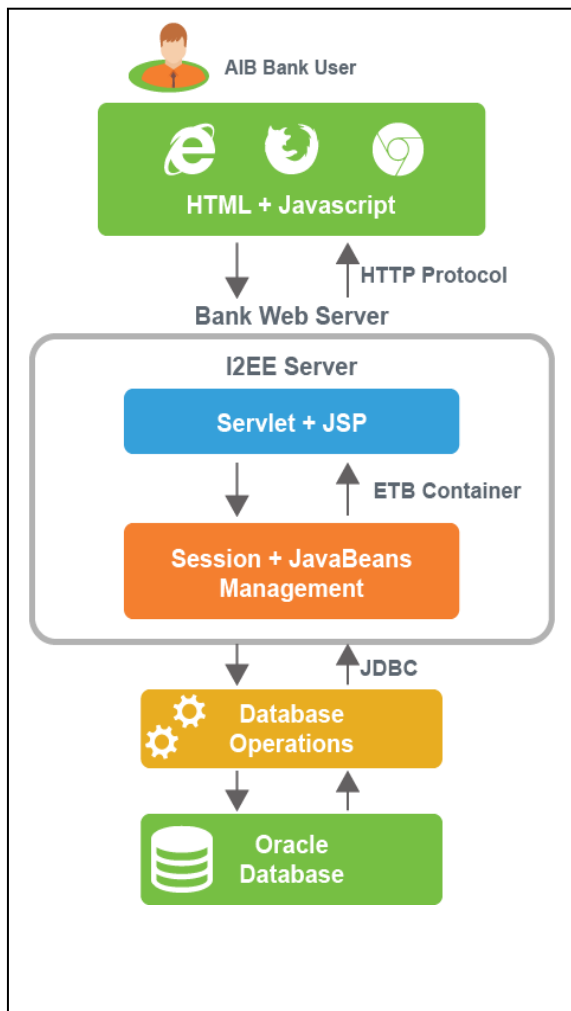 AIB Bank User
HTML + Javascript
HTTP Protocol
Bank Web Server
I2EE Server
Servlet + JSP
ETB Container
Session + JavaBeans
Management
JDBC
Database
Operations
Oracle
Database